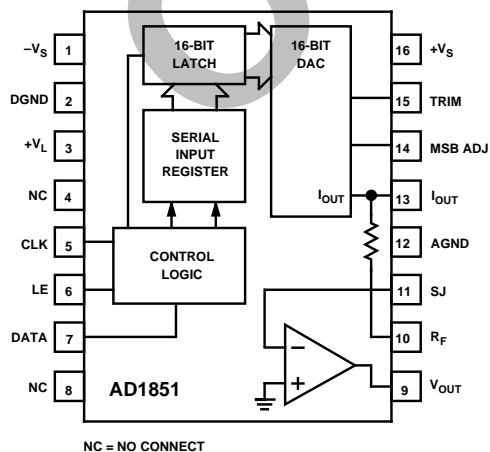 –VS 1
DGND 2
+VL 3
NC 4
CLK 5
LE 6
DATA 7
NC 8
16-BIT
LATCH
SERIAL
INPUT
REGISTER
CONTROL
LOGIC
16-BIT
DAC
IOUT
16 +VS
15 TRIM
14 MSB ADJ
13 IOUT
12 AGND
11 SJ
10 RF
9 VOUT
–
+
AD1851
NC = NO CONNECT